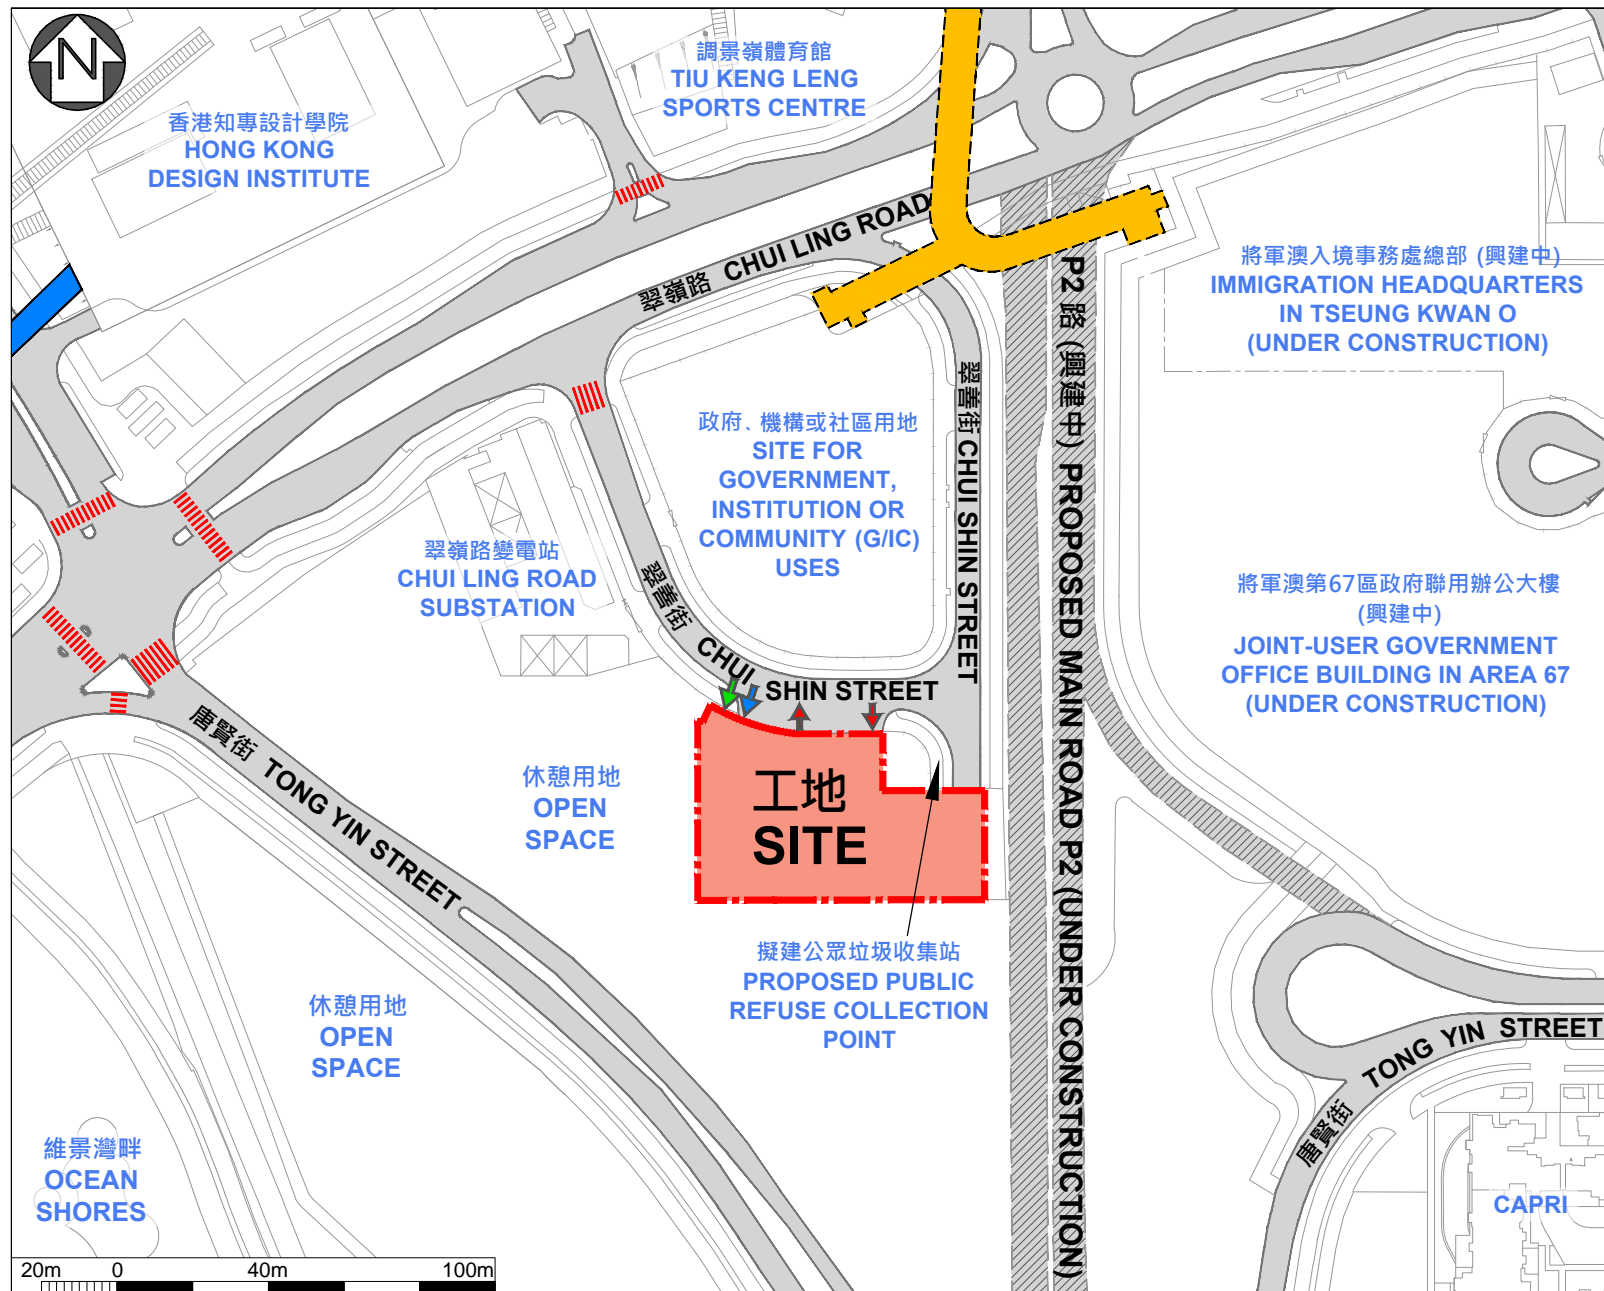 N
調景嶺體育館
TIU KENG LENG
SPORTS CENTRE
香港知專設計學院
HONG KONG
DESIGN INSTITUTE
翠嶺路 CHUI LING ROAD
將軍澳入境事務處總部 (興建中)
IMMIGRATION HEADQUARTERS
IN TSEUNG KWAN O
(UNDER CONSTRUCTION)
P2 路 (興建中) PROPOSED MAIN ROAD P2 (UNDER CONSTRUCTION)
翠善街 CHUI SHIN STREET
政府、機構或社區用地
SITE FOR
GOVERNMENT,
INSTITUTION OR
COMMUNITY (G/IC)
USES
翠嶺路變電站
CHUI LING ROAD
SUBSTATION
翠善街 CHUI
SHIN STREET
將軍澳第67區政府聯用辦公大樓
(興建中)
JOINT-USER GOVERNMENT
OFFICE BUILDING IN AREA 67
(UNDER CONSTRUCTION)
唐賢街 TONG YIN STREET
休憩用地
OPEN
SPACE
工地
SITE
擬建公眾垃圾收集站
PROPOSED PUBLIC
REFUSE COLLECTION
POINT
休憩用地
OPEN
SPACE
唐賢街 TONG YIN STREET
維景灣畔
OCEAN
SHORES
CAPRI
20m 0 40m 100m